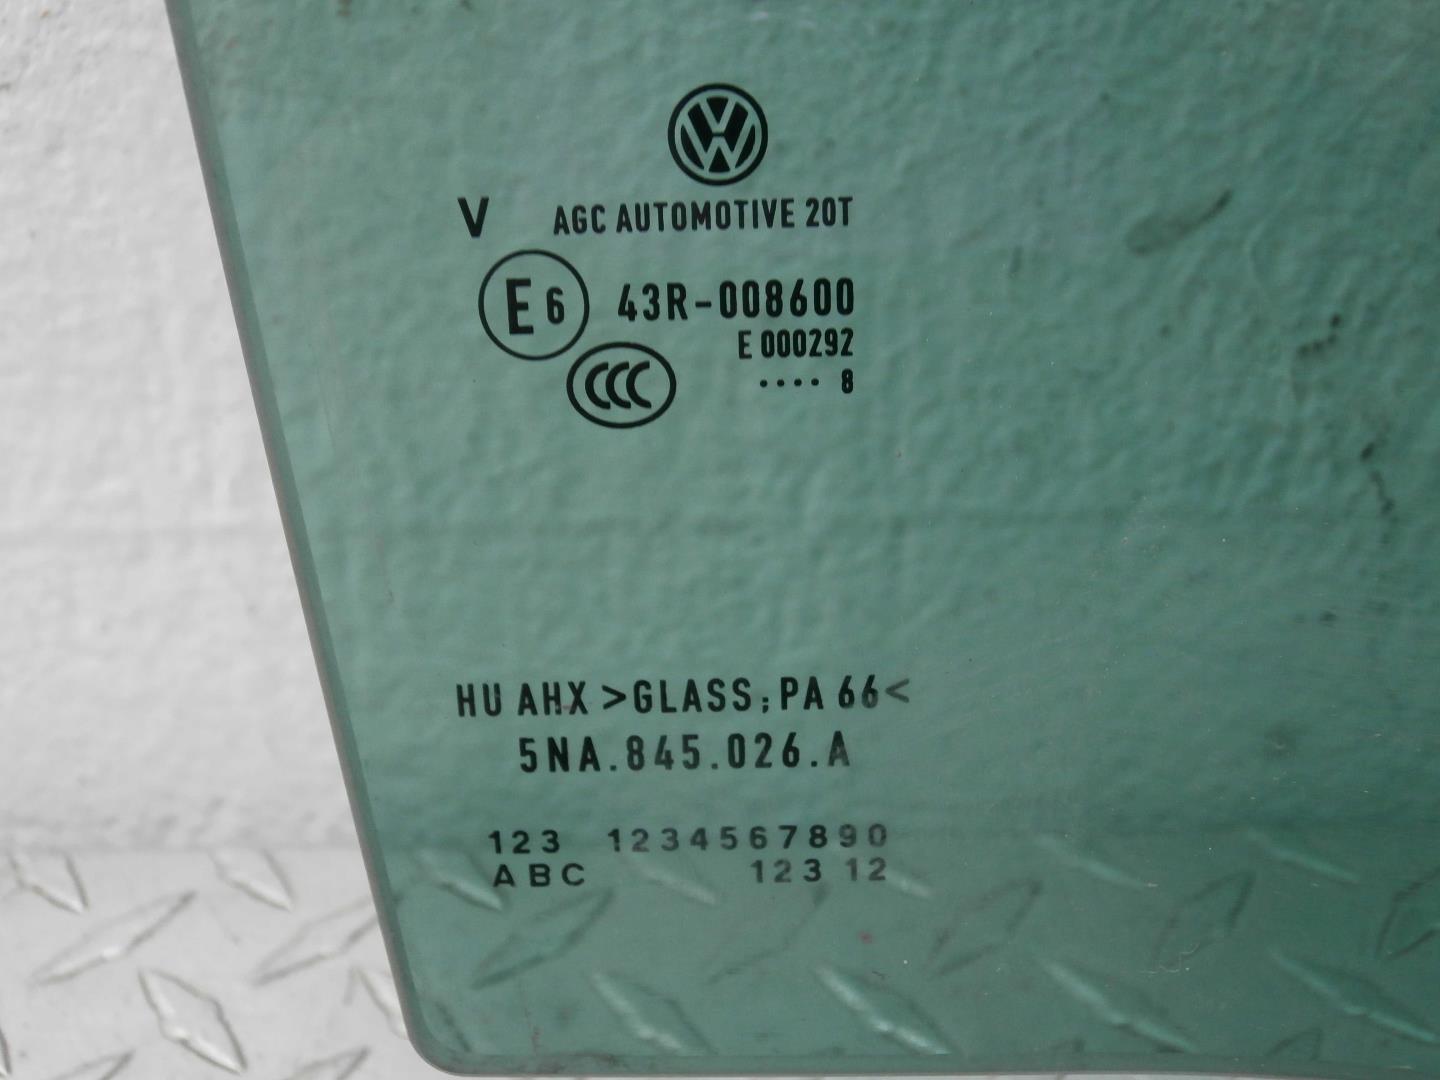 V AGC AUTOMOTIVE 20T
E 6 43R-008600
E 000292
CCC .... 8
HU AHX >GLASS;PA 66<
5NA.845.026.A
123 1234567890
ABC 123 12